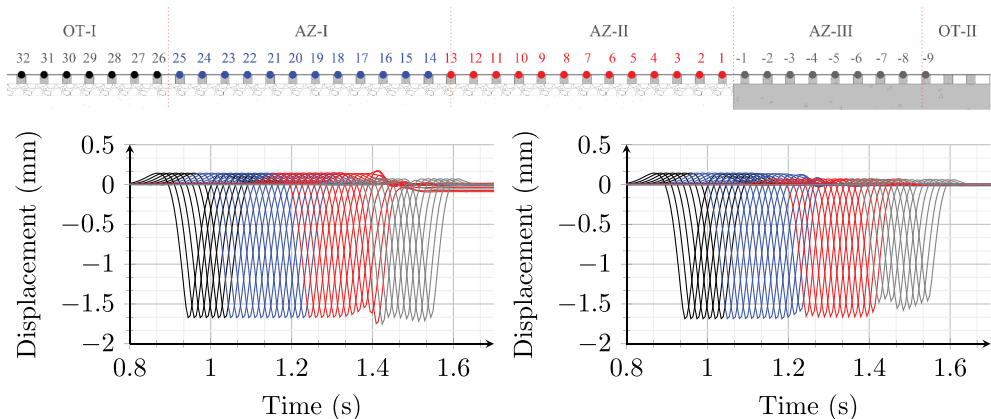 OT-I AZ-I AZ-II AZ-III OT-II
32 31 30 29 28 27 26 25 24 23 22 21 20 19 18 17 16 15 14 13 12 11 10 9 8 7 6 5 4 3 2 1 -1 -2 -3 -4 -5 -6 -7 -8 -9
Displacement (mm)
0.5
0
−0.5
−1
−1.5
−2
0.8 1 1.2 1.4 1.6
Time (s)
Displacement (mm)
0.5
0
−0.5
−1
−1.5
−2
0.8 1 1.2 1.4 1.6
Time (s)